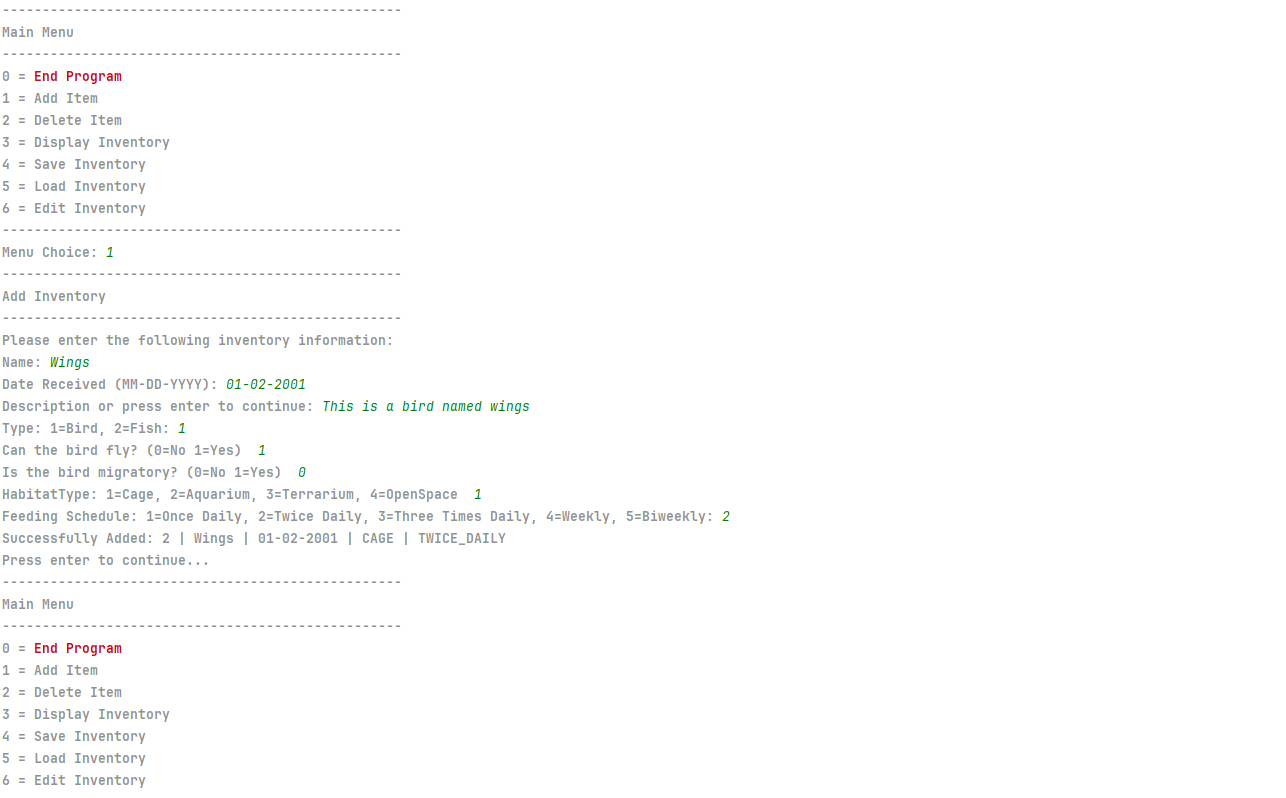 --------------------------------------------------
Main Menu
--------------------------------------------------
0 = End Program
1 = Add Item
2 = Delete Item
3 = Display Inventory
4 = Save Inventory
5 = Load Inventory
6 = Edit Inventory
--------------------------------------------------
Menu Choice: 1
--------------------------------------------------
Add Inventory
--------------------------------------------------
Please enter the following inventory information:
Name: Wings
Date Received (MM-DD-YYYY): 01-02-2001
Description or press enter to continue: This is a bird named wings
Type: 1=Bird, 2=Fish: 1
Can the bird fly? (0=No 1=Yes)  1
Is the bird migratory? (0=No 1=Yes)  0
HabitatType: 1=Cage, 2=Aquarium, 3=Terrarium, 4=OpenSpace  1
Feeding Schedule: 1=Once Daily, 2=Twice Daily, 3=Three Times Daily, 4=Weekly, 5=Biweekly: 2
Successfully Added: 2 | Wings | 01-02-2001 | CAGE | TWICE_DAILY
Press enter to continue...
--------------------------------------------------
Main Menu
--------------------------------------------------
0 = End Program
1 = Add Item
2 = Delete Item
3 = Display Inventory
4 = Save Inventory
5 = Load Inventory
6 = Edit Inventory